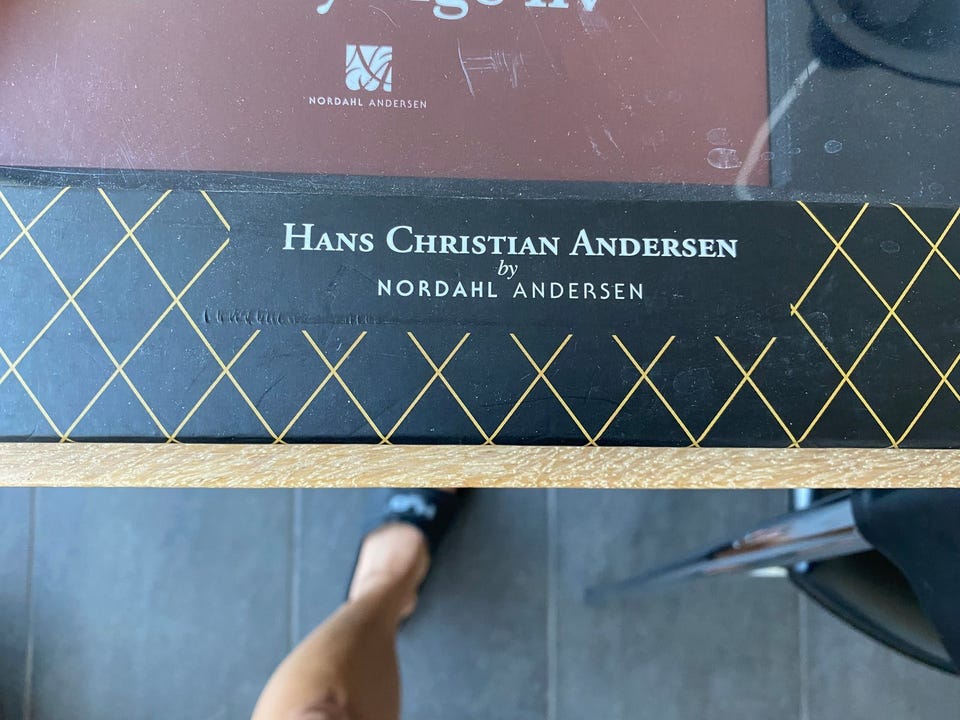 NORDAHL ANDERSEN
HANS CHRISTIAN ANDERSEN
by
NORDAHL ANDERSEN